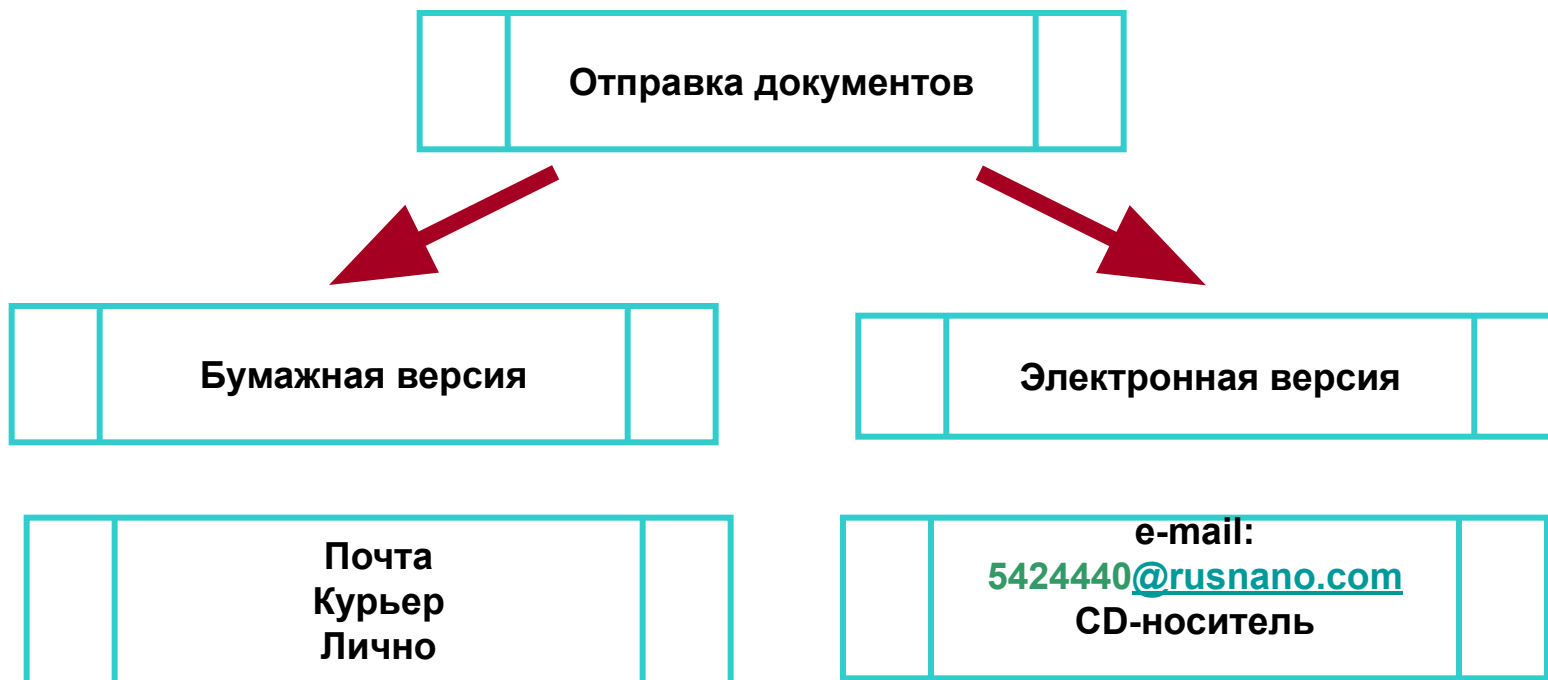 Отправка документов
Бумажная версия
Электронная версия
Почта
Курьер
Лично
e-mail:
5424440@rusnano.com
CD-носитель